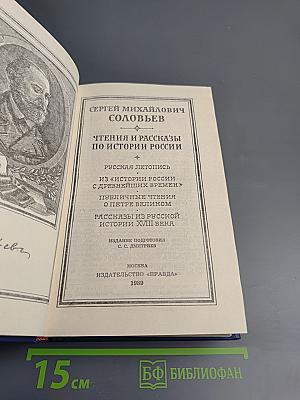 СЕРГЕЙ МИХАЙЛОВИЧ
СОЛОВЬЕВ
ЧТЕНИЯ И РАССКАЗЫ
ПО ИСТОРИИ РОССИИ
РУССКАЯ ЛЕТОПИСЬ
ИЗ «ИСТОРИИ РОССИИ
С ДРЕВНЕЙШИХ ВРЕМЕН»
ПУБЛИЧНЫЕ ЧТЕНИЯ
О ПЕТРЕ ВЕЛИКОМ
РАССКАЗЫ ИЗ РУССКОЙ
ИСТОРИИ XVIII ВЕКА
ИЗДАНИЕ ПОДГОТОВИЛ
С. С. ДМИТРИЕВ
МОСКВА
ИЗДАТЕЛЬСТВО «ПРАВДА»
1989
15 см
БФ БИБЛИОФАН